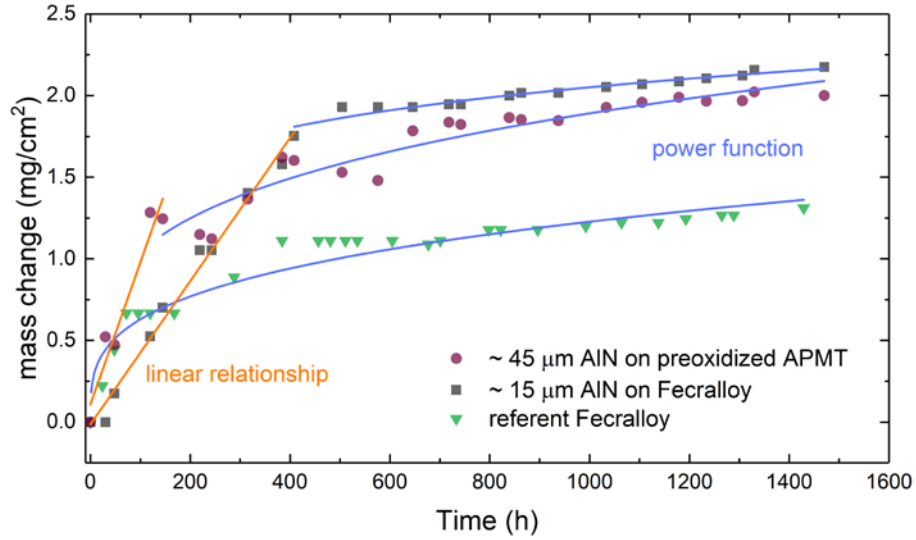 2.5
2.0
1.5
1.0
0.5
0.0
mass change (mg/cm²)
power function
linear relationship
~ 45 μm AlN on preoxidized APMT
~ 15 μm AlN on Fecralloy
referent Fecralloy
0 200 400 600 800 1000 1200 1400 1600
Time (h)